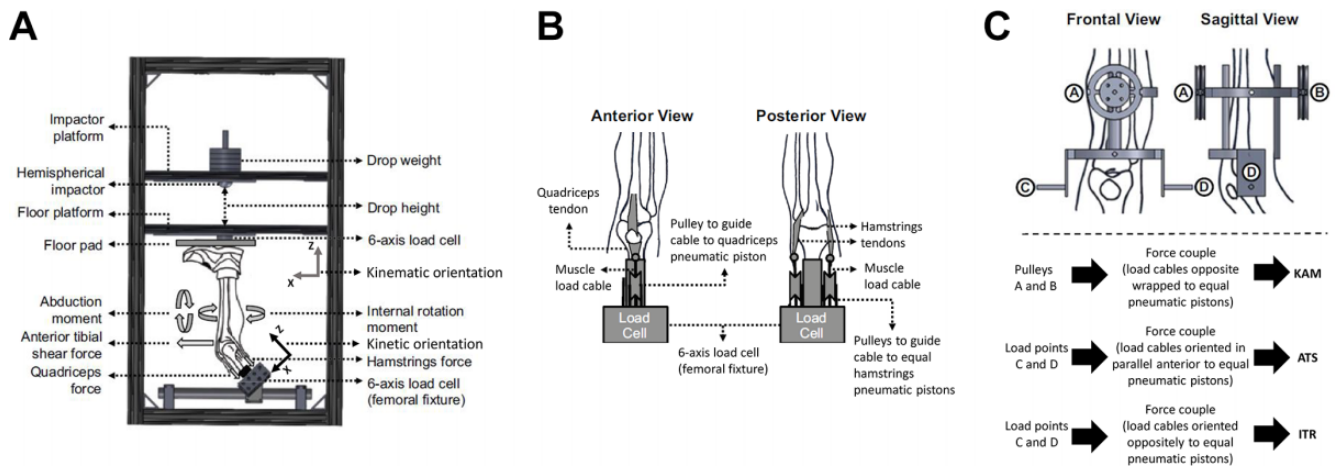 A
Impactor
platform
Hemispherical
impactor
Floor platform
Floor pad
Abduction
moment
Anterior tibial
shear force
Quadriceps
force
Drop weight
Drop height
6-axis load cell
Z
X
Kinematic orientation
Internal rotation
moment
Z
Kinetic orientation
X
Hamstrings force
6-axis load cell
(femoral fixture)
B
Anterior View
Posterior View
Quadriceps
tendon
Pulley to guide
cable to quadriceps
pneumatic piston
Hamstrings
tendons
Muscle
load cable
Muscle
load cable
Load
Cell
Load
Cell
6-axis load cell
(femoral fixture)
Pulleys to guide
cable to equal
hamstrings
pneumatic pistons
C
Frontal View
Sagittal View
A
A
B
C
D
D
Pulleys
A and B
Force couple
(load cables opposite
wrapped to equal
pneumatic pistons)
KAM
Load points
C and D
Force couple
(load cables oriented in
parallel anterior to equal
pneumatic pistons)
ATS
Load points
C and D
Force couple
(load cables oriented
oppositely to equal
pneumatic pistons)
ITR